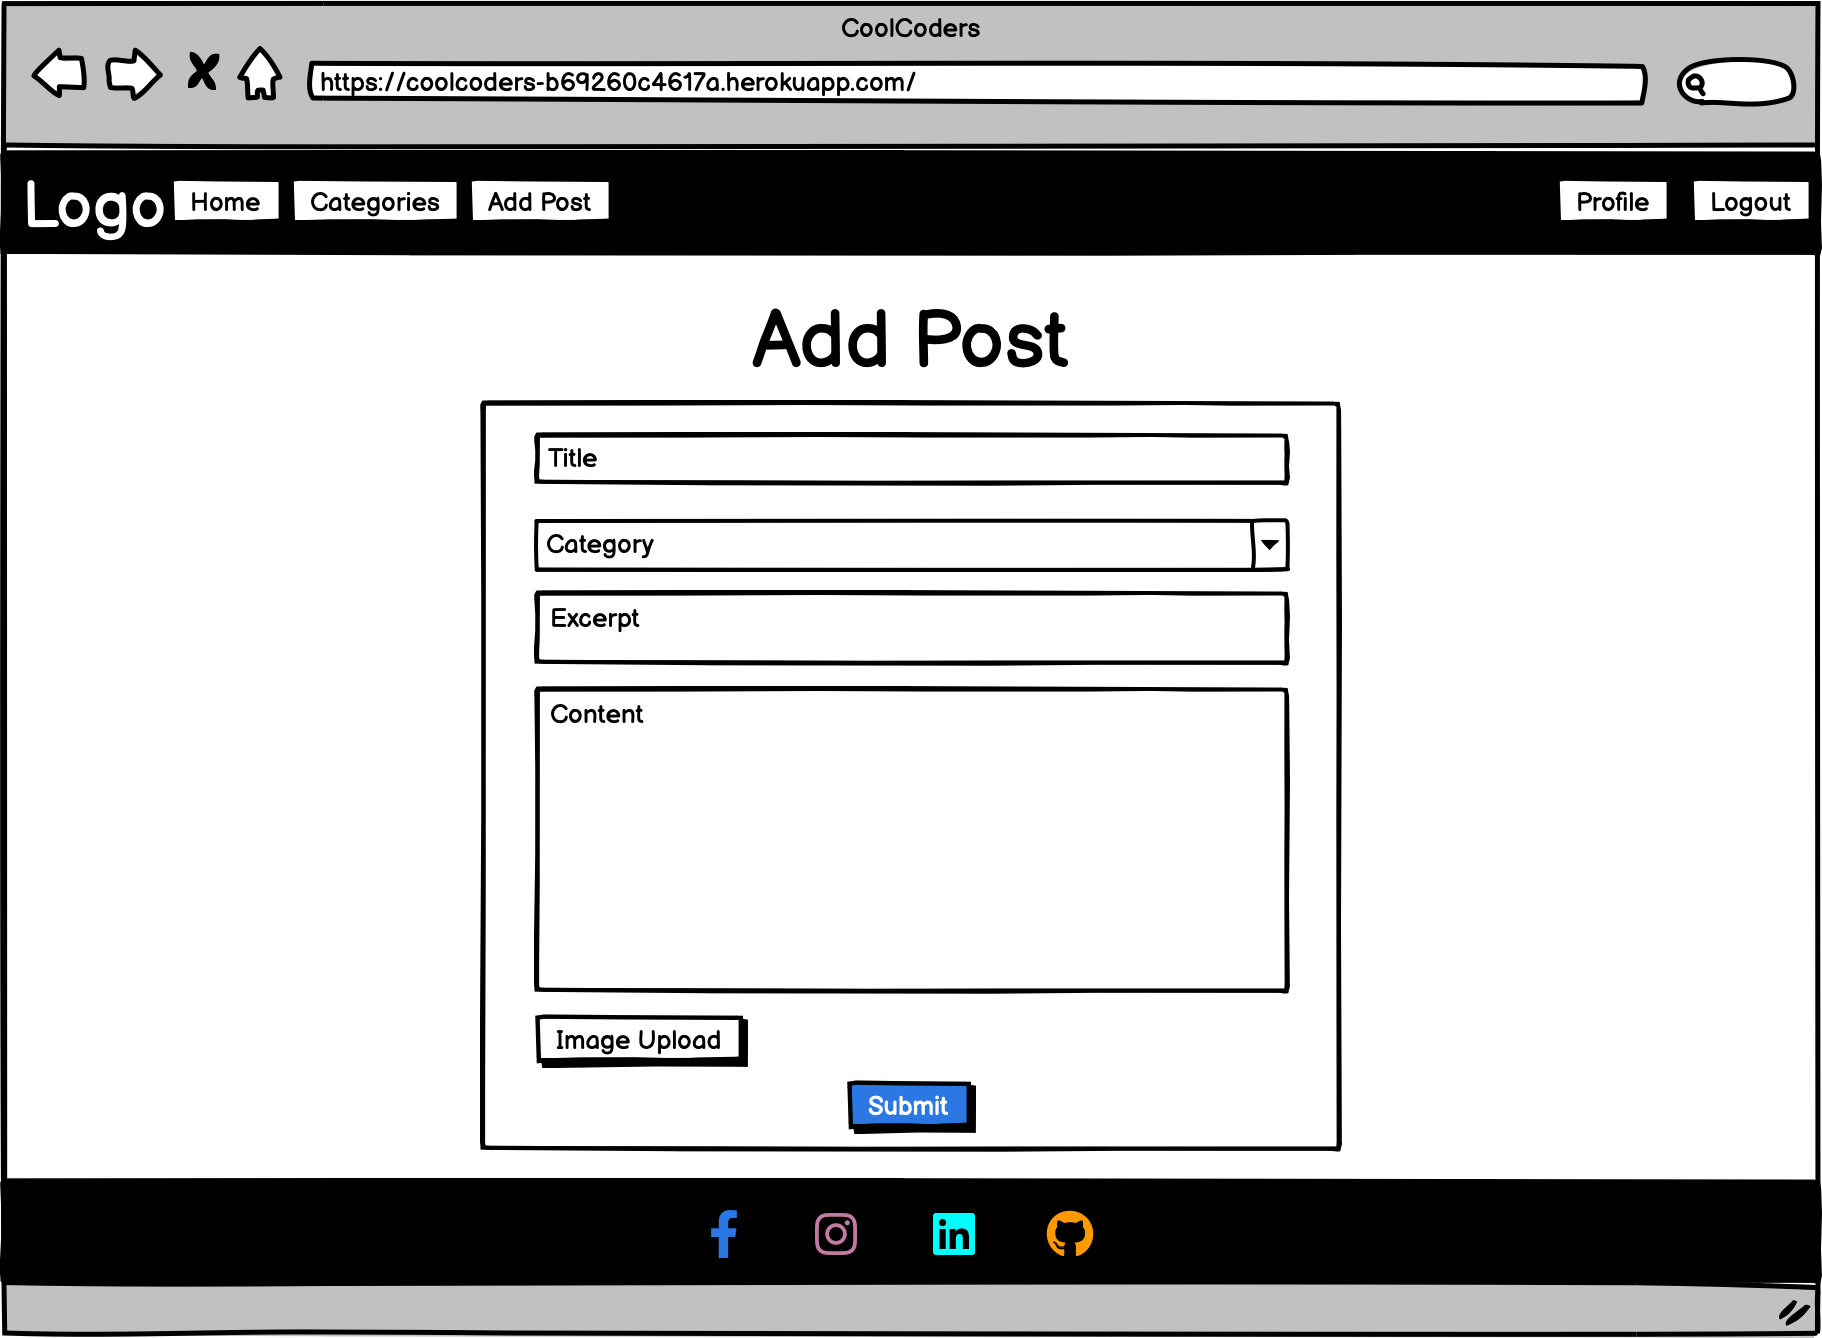 CoolCoders
https://coolcoders-b69260c4617a.herokuapp.com/
Logo Home Categories Add Post Profile Logout
Add Post
Title
Category
Excerpt
Content
Image Upload
Submit